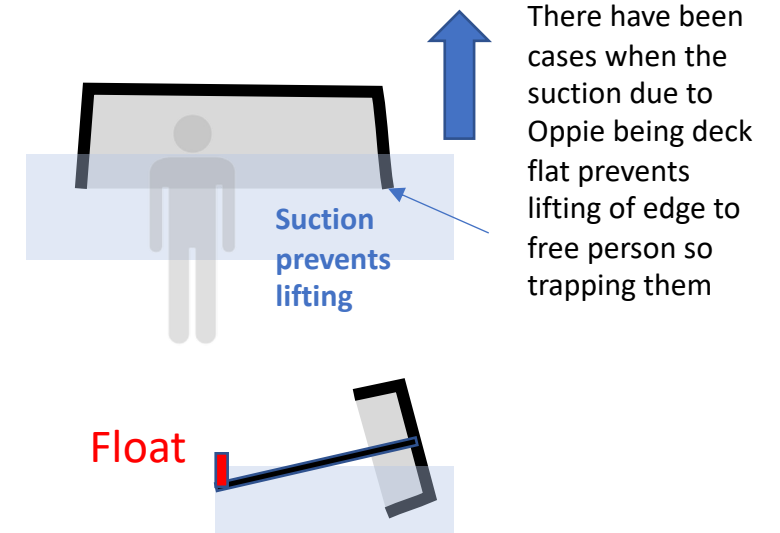 There have been
cases when the
suction due to
Oppie being deck
flat prevents
lifting of edge to
free person so
trapping them
Suction
prevents
lifting
Float